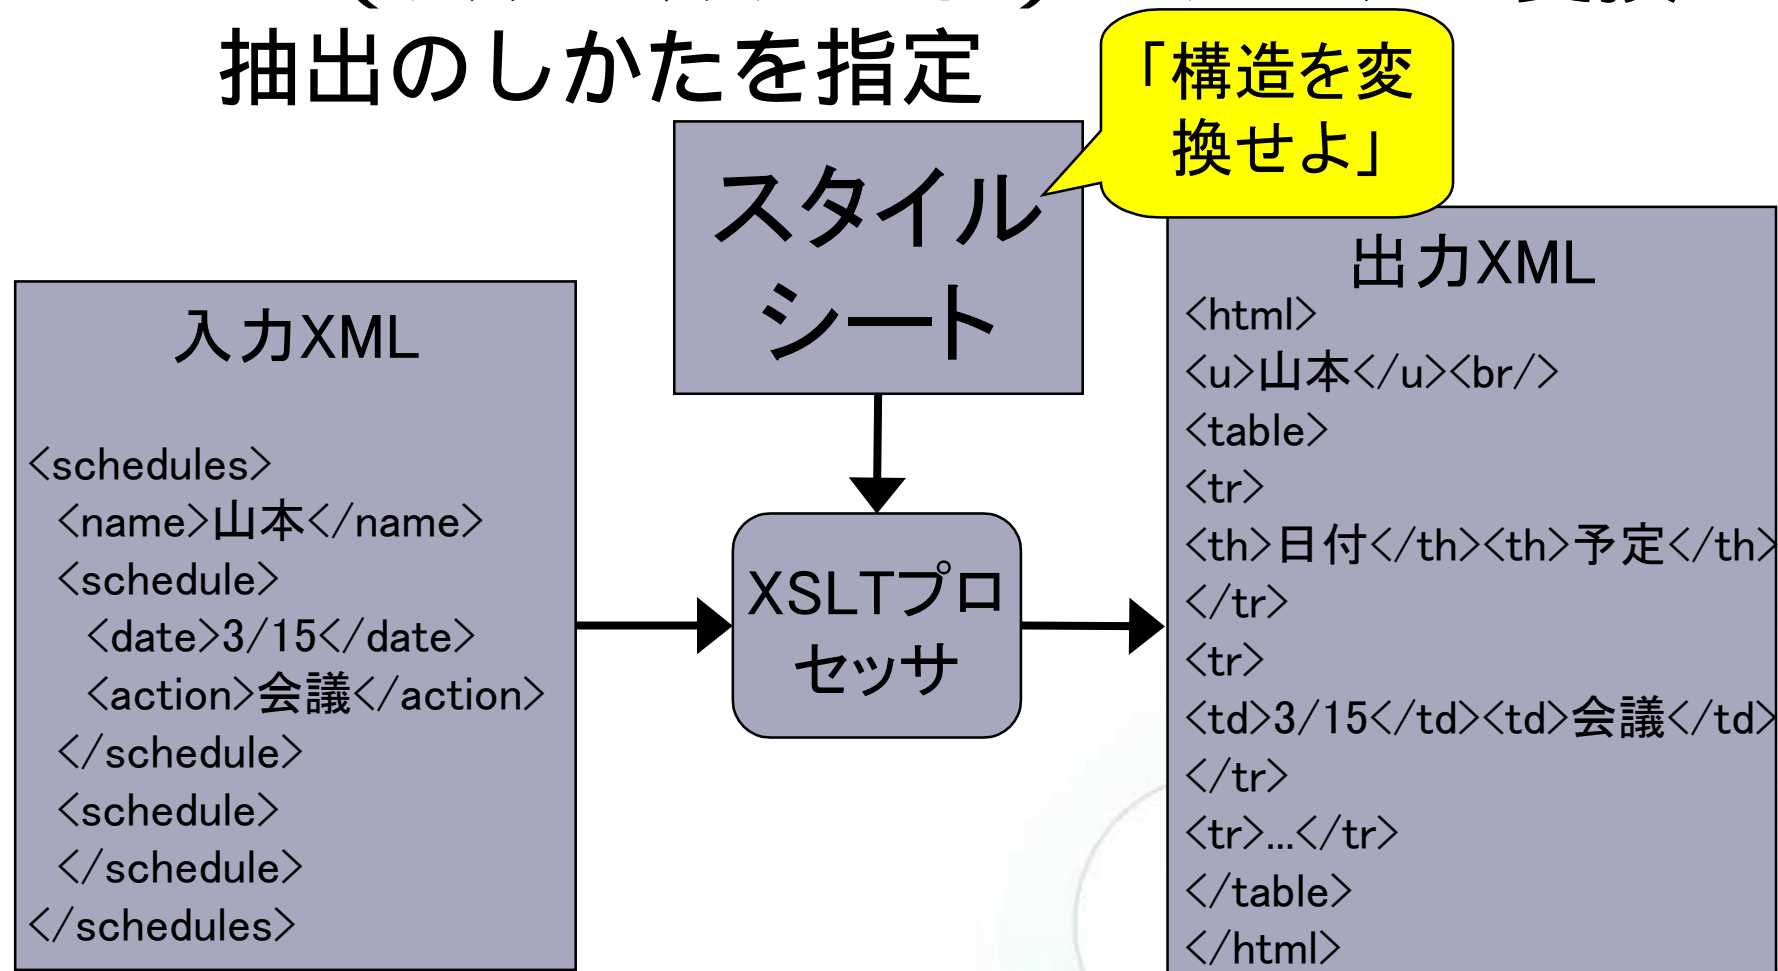 抽出のしかたを指定
「構造を変
換せよ」
スタイル
シート
入力XML
<schedules>
<name>山本</name>
<schedule>
<date>3/15</date>
<action>会議</action>
</schedule>
<schedule>
</schedule>
</schedules>
XSLTプロ
セッサ
出力XML
<html>
<u>山本</u><br/>
<table>
<tr>
<th>日付</th><th>予定</th>
</tr>
<tr>
<td>3/15</td><td>会議</td>
</tr>
<tr>...</tr>
</table>
</html>